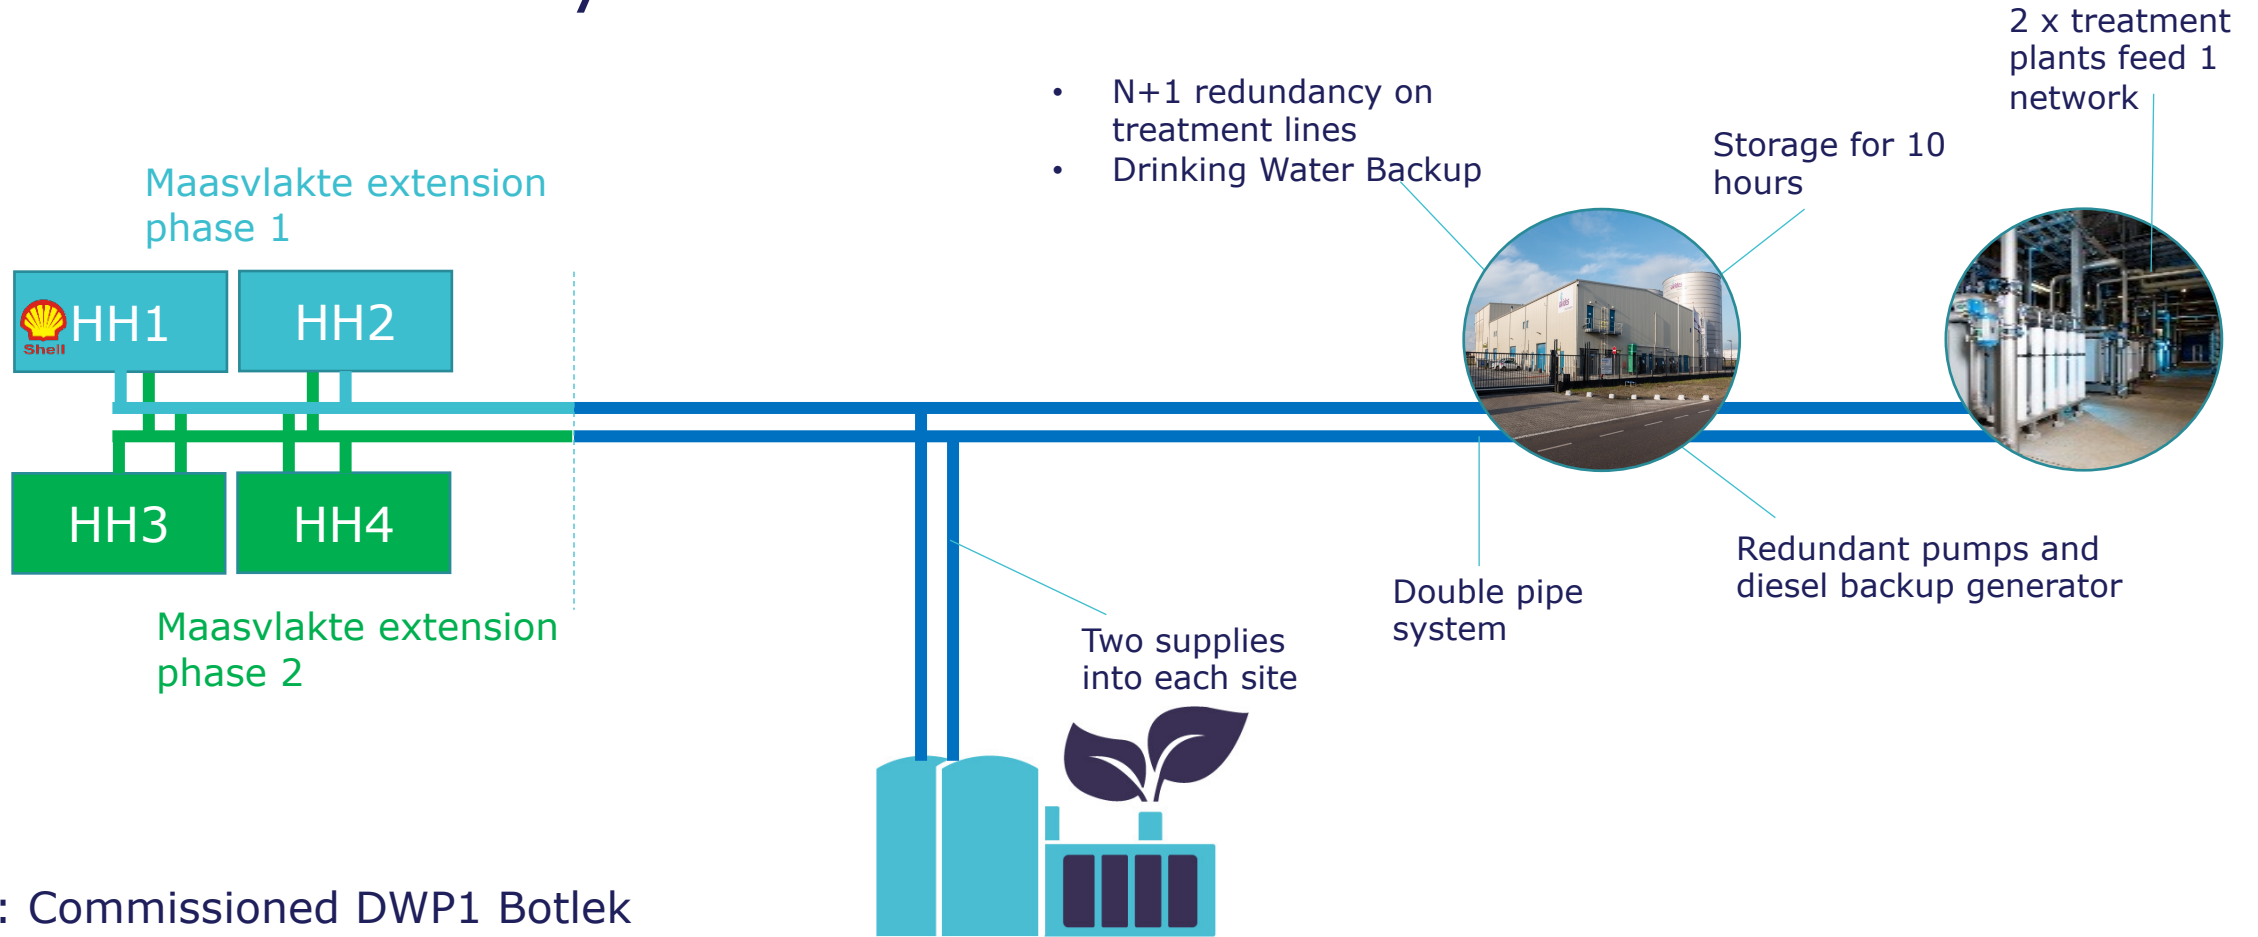 2 x treatment
plants feed 1
network
• N+1 redundancy on
treatment lines
• Drinking Water Backup
Storage for 10
hours
Maasvlakte extension
phase 1
Shell
HH1
HH2
HH3
HH4
Maasvlakte extension
phase 2
Redundant pumps and
diesel backup generator
Double pipe
system
Two supplies
into each site
: Commissioned DWP1 Botlek